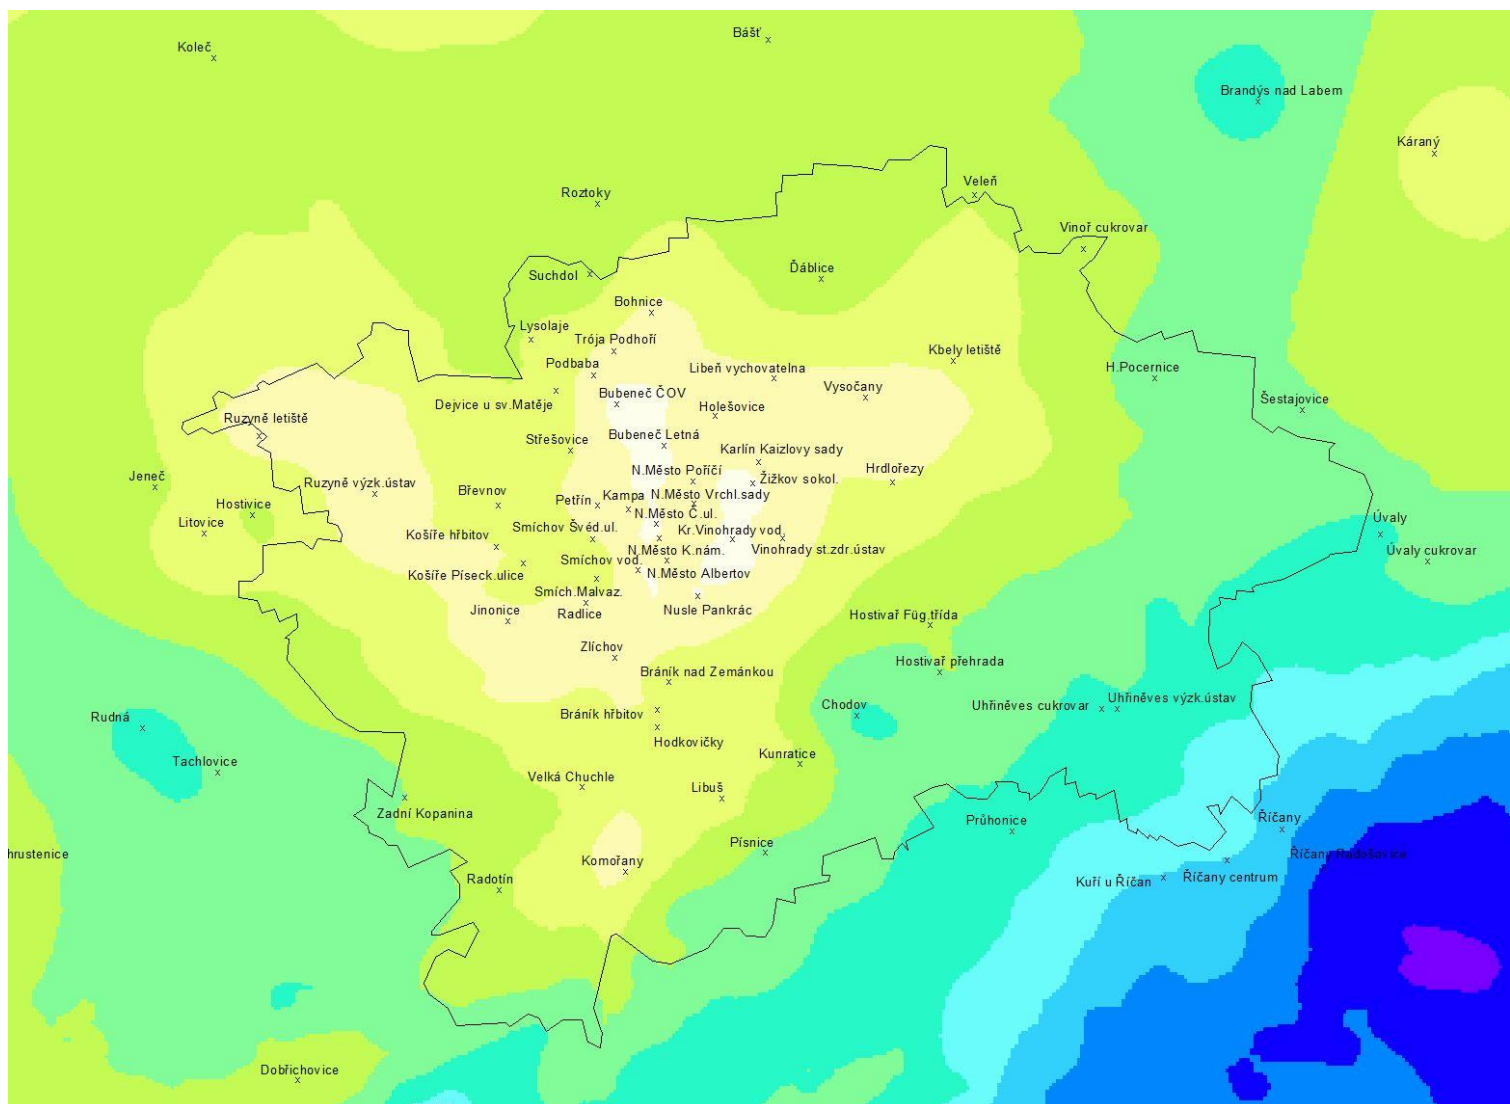 Bášť
Koleč
Brandýs nad Labem
Káraný
Veleň
Roztoky
Vinoř cukrovar
Ďáblice
Suchdol
Bohnice
Lysolaje
Trója Podhoří
Kbely letiště
Podbaba
Libeň vychovatelna
H.Pocernice
Vysočany
Bubeneč ČOV
Šestajovice
Dejvice u sv.Matěje
Holešovice
Ruzyně letiště
Bubeneč Letná
Střešovice
Karlín Kaizlovy sady
N.Město Poříčí
Hrdlořezy
Jeneč
Ruzyně výzk.ústav
Žižkov sokol.
Břevnov
Petřín
Kampa
N.Město Vrchl.sady
Hostivice
N.Město Č.ul.
Úvaly
Litovice
Smíchov Švéd.ul.
Kr.Vinohrady vod.
Košíře hřbitov
N.Město K.nám.
Vinohrady st.zdr.ústav
Úvaly cukrovar
Smíchov vod.
Košíře Píseck.ulice
N.Město Albertov
Smích.Malvaz.
Jinonice
Radlice
Nusle Pankrác
Hostivař Füg.třída
Zlíchov
Hostivař přehrada
Bráník nad Zemánkou
Uhřiněves výzk.ústav
Chodov
Uhřiněves cukrovar
Bráník hřbitov
Rudná
Hodkovičky
Kunratice
Tachlovice
Velká Chuchle
Libuš
Zadní Kopanina
Průhonice
Říčany
Písnice
hrustenice
Říčany Radošovice
Komořany
Radotín
Kuří u Říčan
Říčany centrum
Dobřichovice